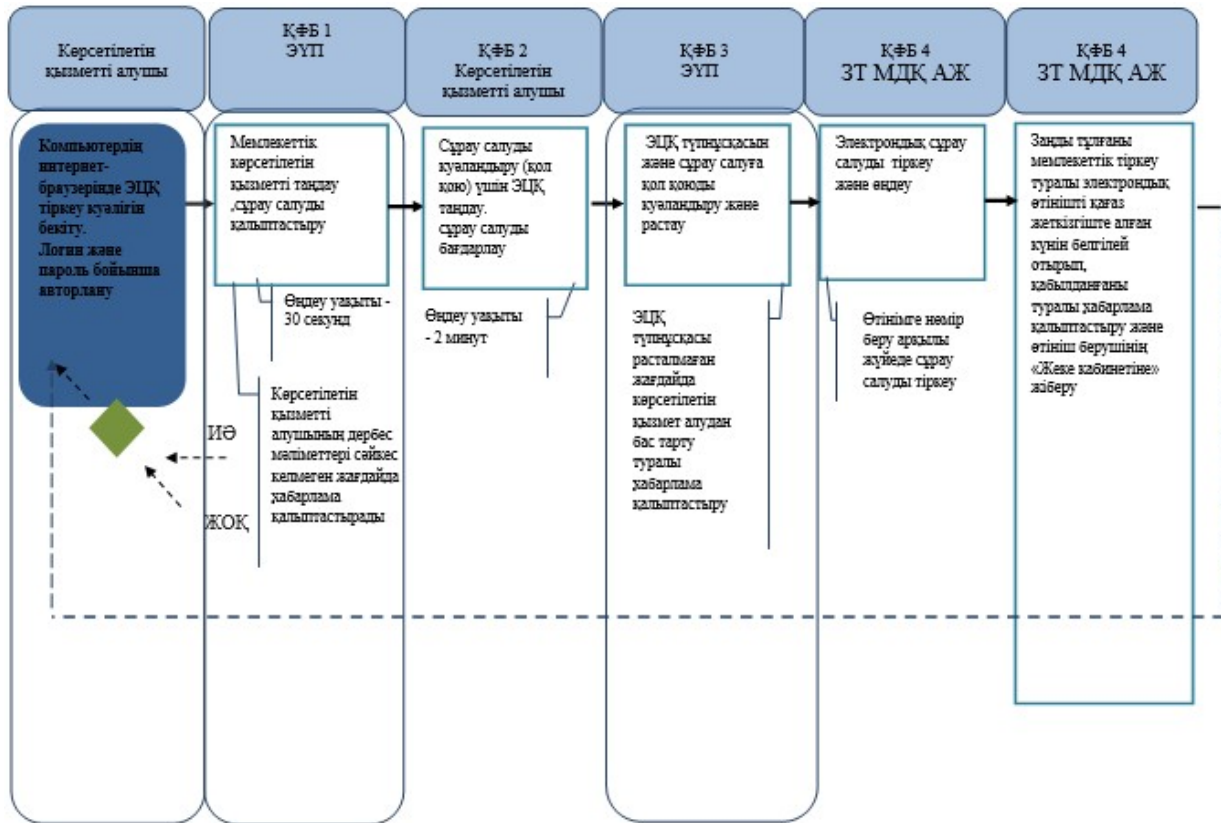 Көрсетілетін
қызметті алушы
ҚФБ 1
ЭҮП
ҚФБ 2
Көрсетілетін
қызметті алушы
ҚФБ 3
ЭҮП
ҚФБ 4
ЗТ МДҚ АЖ
ҚФБ 4
ЗТ МДҚ АЖ
Компьютердің
интернет-
браузерінде ЭЦҚ
тіркеу куәлігін
бекіту.
Логин және
пароль бойынша
авторлану
Мемлекеттік
көрсетілетін
қызметті таңдау
,сұрау салуды
қалыптастыру
Сұрау салуды
куәландыру (қол
қою) үшін ЭЦҚ
таңдау.
сұрау салуды
бағдарлау
ЭЦҚ түпнұсқасын
және сұрау салуға
қол қоюды
куәландыру және
растау
Электрондық сұрау
салуды тіркеу
және өңдеу
Заңды тұлғаны
мемлекеттік тіркеу
туралы электрондық
өтінішті қағаз
жеткізгіште алған
күнін белгілей
отырып,
қабылданғаны
туралы хабарлама
қалыптастыру және
өтініш берушінің
«Жеке кабинетіне»
жіберу
Өңдеу уақыты -
30 секунд
Өңдеу уақыты
- 2 минут
ЭЦҚ
түпнұсқасы
расталмаған
жағдайда
көрсетілетін
қызмет алудан
бас тарту
туралы
хабарлама
қалыптастыру
Өтінімге нөмір
беру арқылы
жүйеде сұрау
салуды тіркеу
Көрсетілетін
қызметті
алушының дербес
мәліметтері сәйкес
келмеген жағдайда
хабарлама
қалыптастырады
ИӘ
ЖОҚ